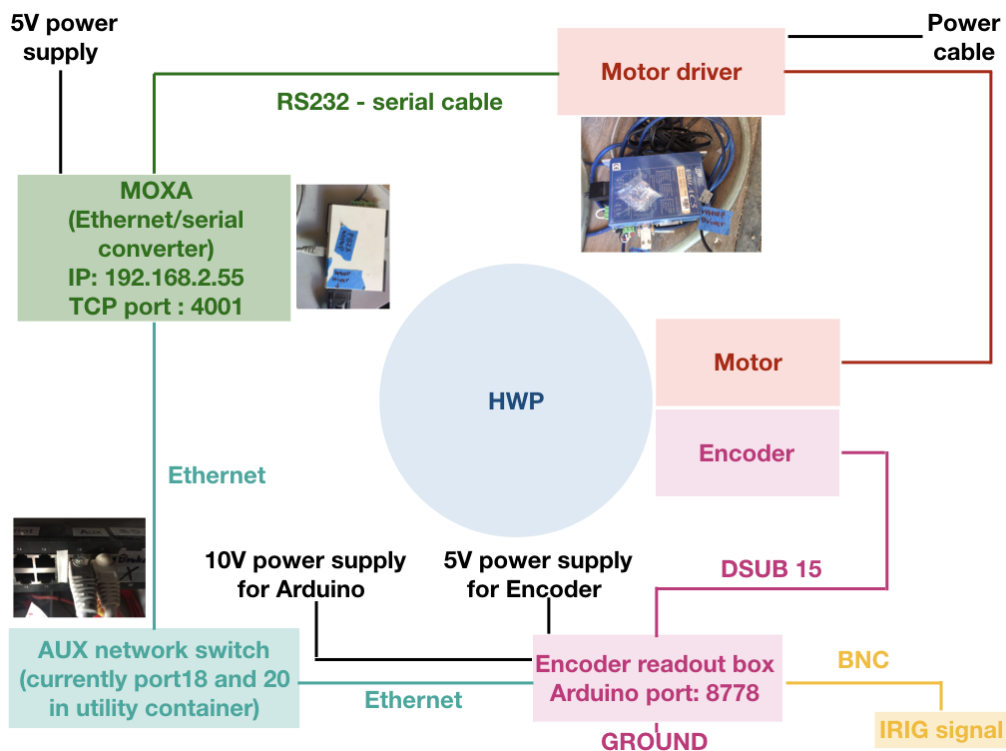 5V power
supply
Power
cable
Motor driver
RS232 - serial cable
MOXA
(Ethernet/serial
converter)
IP: 192.168.2.55
TCP port : 4001
Motor
HWP
Encoder
Ethernet
10V power supply
for Arduino
5V power supply
for Encoder
DSUB 15
AUX network switch
(currently port18 and 20
in utility container)
Ethernet
Encoder readout box
Arduino port: 8778
BNC
IRIG signal
GROUND